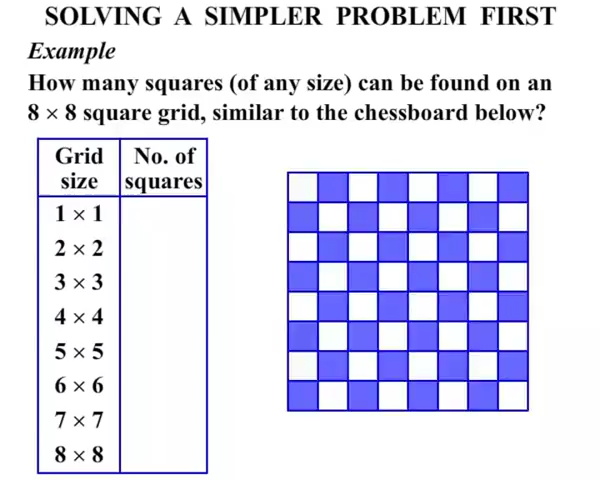 SOLVING A SIMPLER PROBLEM FIRST
Example
How many squares (of any size) can be found on an
8 × 8 square grid, similar to the chessboard below?
Grid size
No. of squares
1 × 1
2 × 2
3 × 3
4 × 4
5 × 5
6 × 6
7 × 7
8 × 8